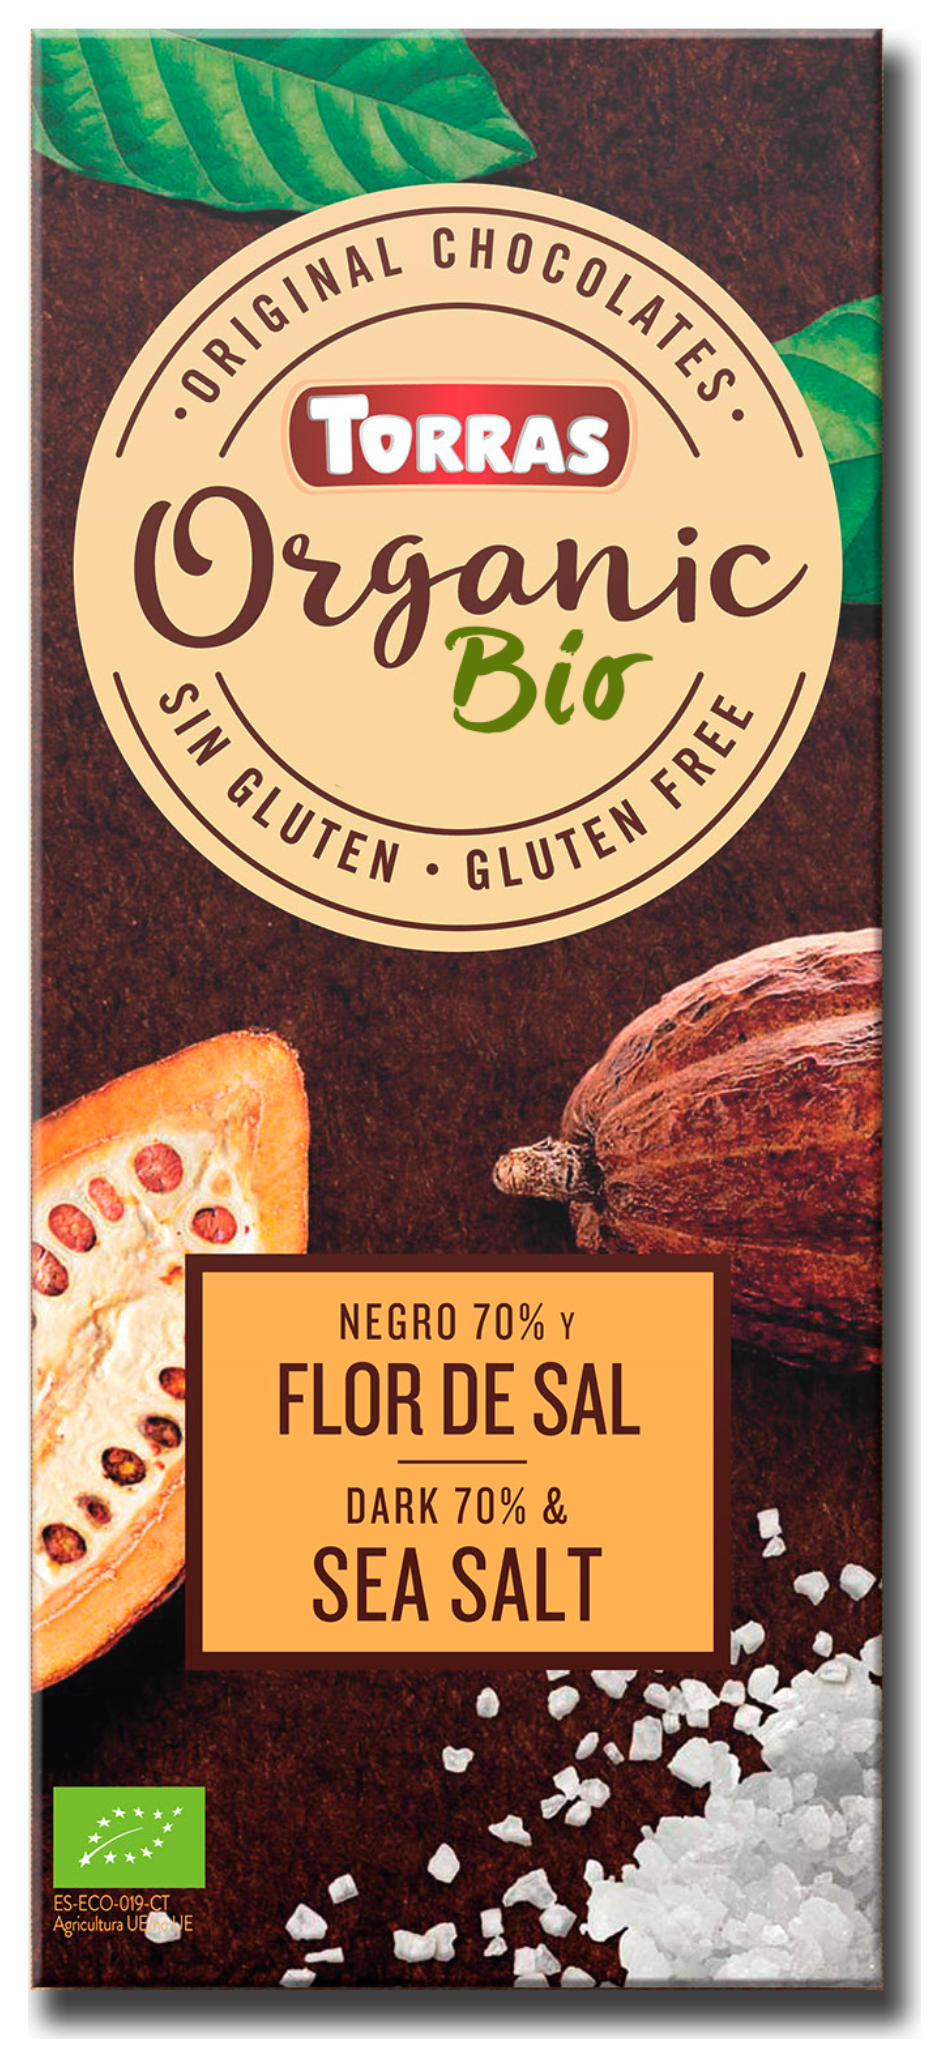 ORIGINAL CHOCOLATES
TORRAS
Organic
Bio
SIN GLUTEN • GLUTEN FREE
NEGRO 70% Y
FLOR DE SAL
DARK 70% &
SEA SALT
ES-ECO-019-CT
Agricultura UE/no UE